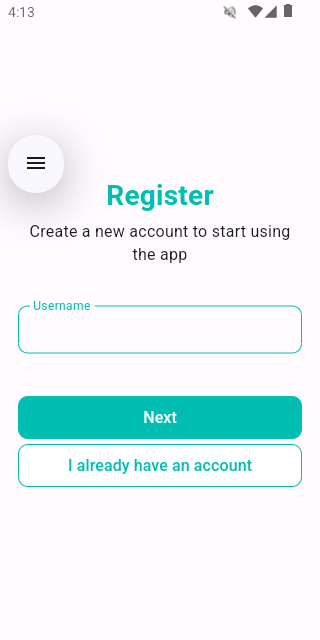 4:13
Register
Create a new account to start using
the app
Username
Next
I already have an account